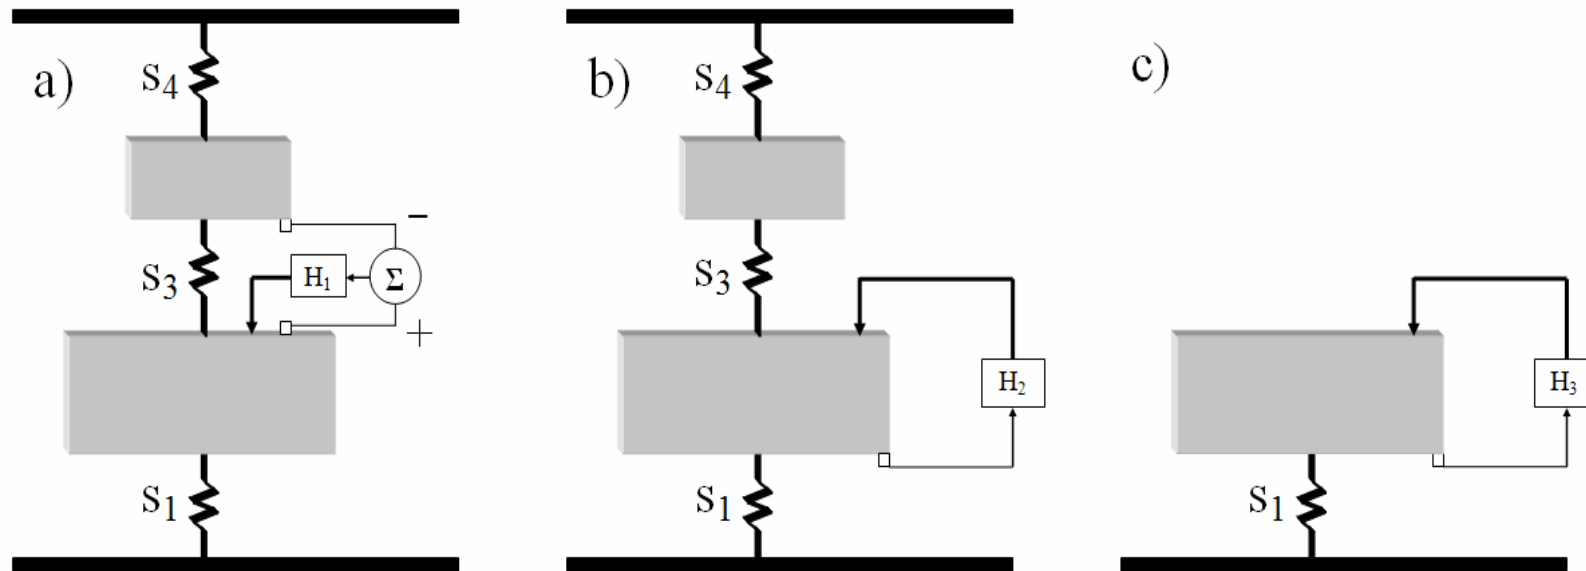 a)
S4
−
H1
Σ
S3
+
S1
b)
S4
S3
H2
S1
c)
H3
S1